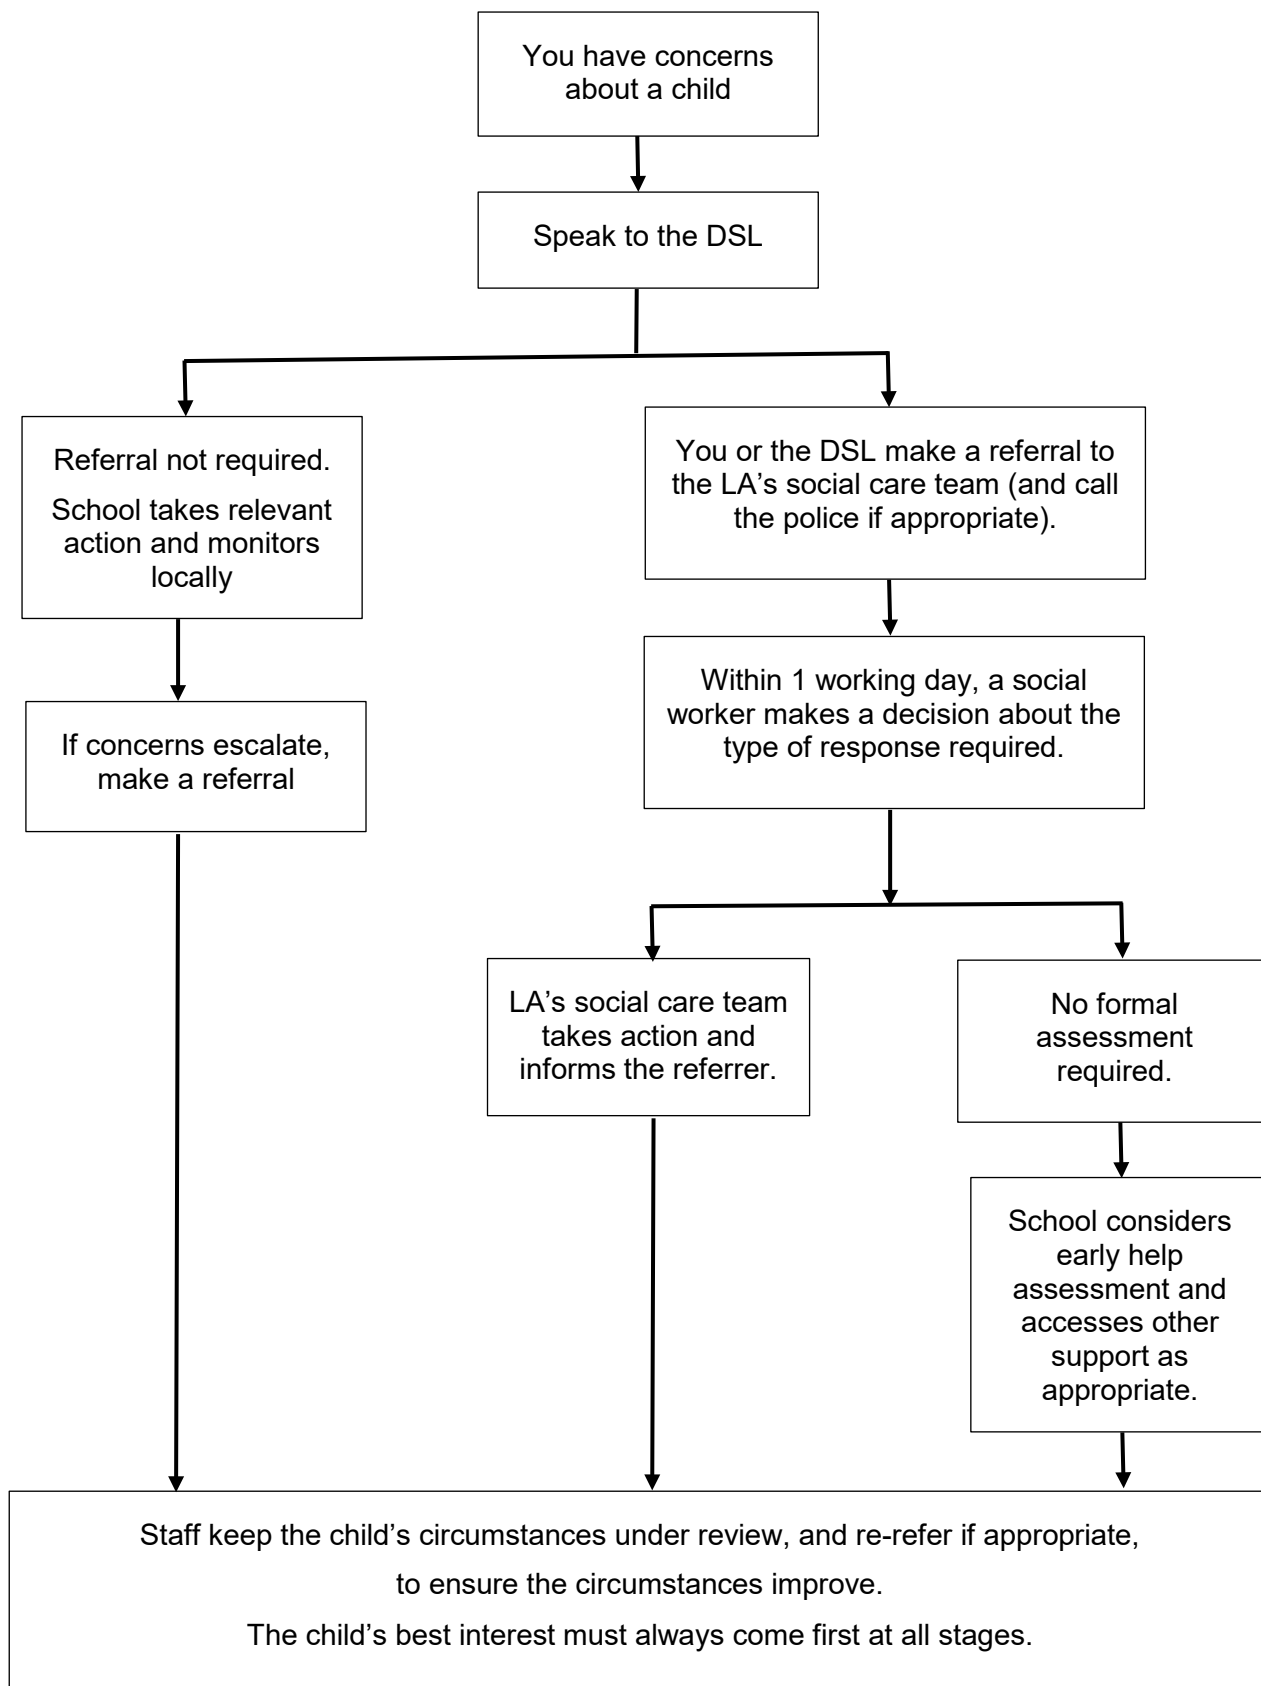 You have concerns
about a child
Speak to the DSL
Referral not required.
School takes relevant
action and monitors
locally
If concerns escalate,
make a referral
You or the DSL make a referral to
the LA’s social care team (and call
the police if appropriate).
Within 1 working day, a social
worker makes a decision about the
type of response required.
LA’s social care team
takes action and
informs the referrer.
No formal
assessment
required.
School considers
early help
assessment and
accesses other
support as
appropriate.
Staff keep the child’s circumstances under review, and re-refer if appropriate,
to ensure the circumstances improve.
The child’s best interest must always come first at all stages.